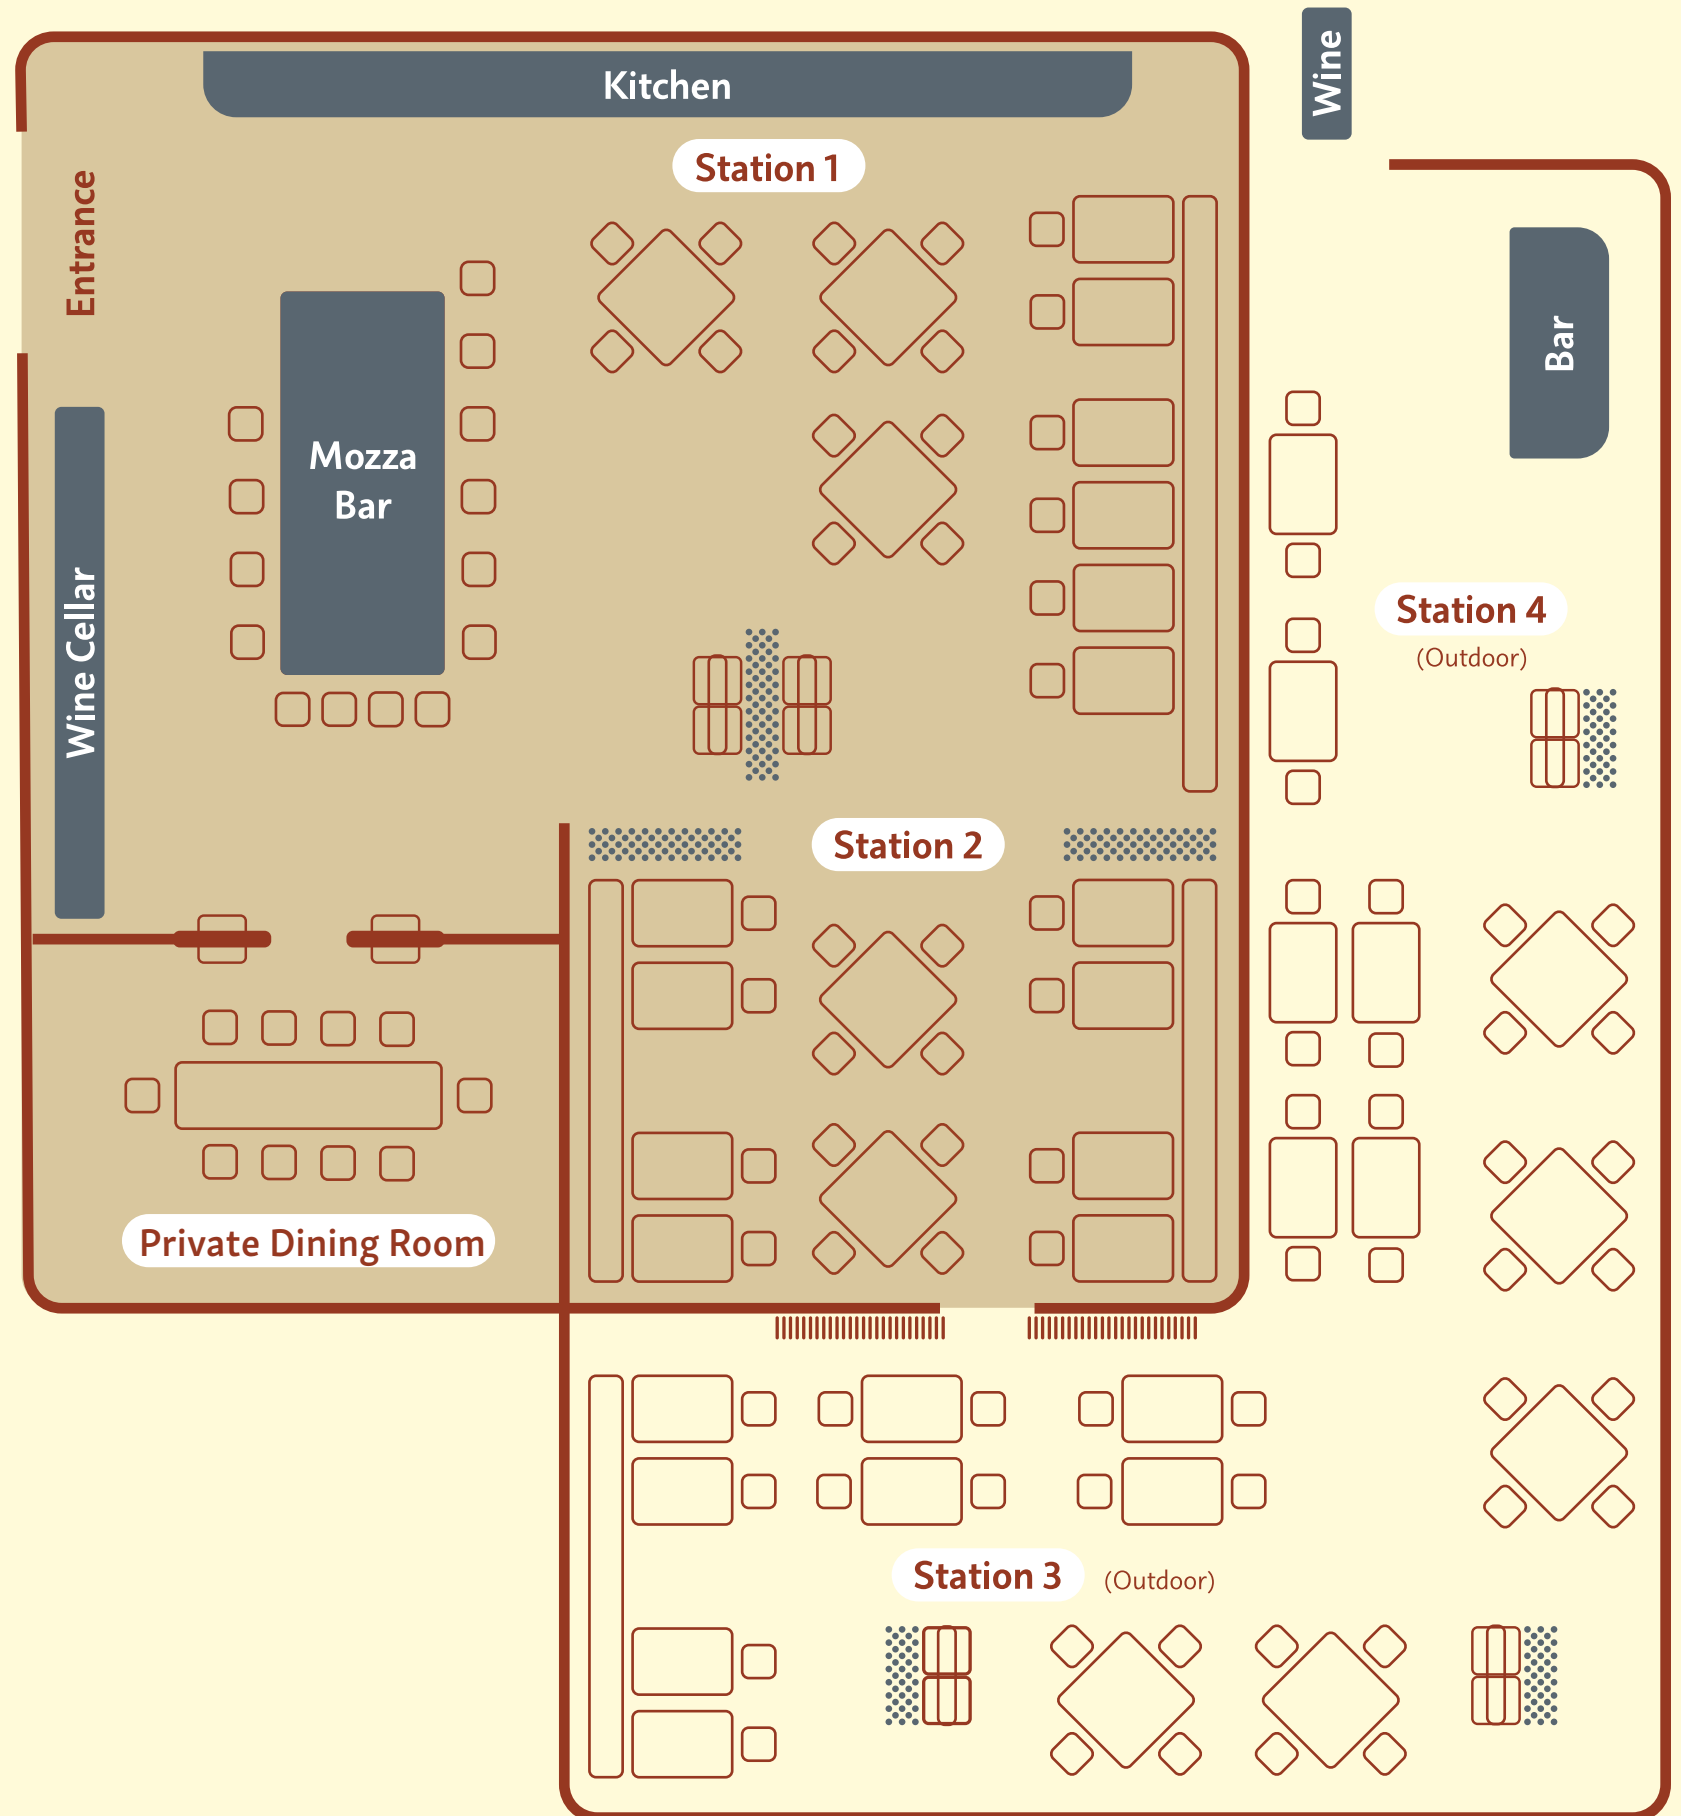 Kitchen
Wine
Station 1
Entrance
Bar
Mozza
Bar
Station 4
(Outdoor)
Wine Cellar
Station 2
Private Dining Room
Station 3
(Outdoor)